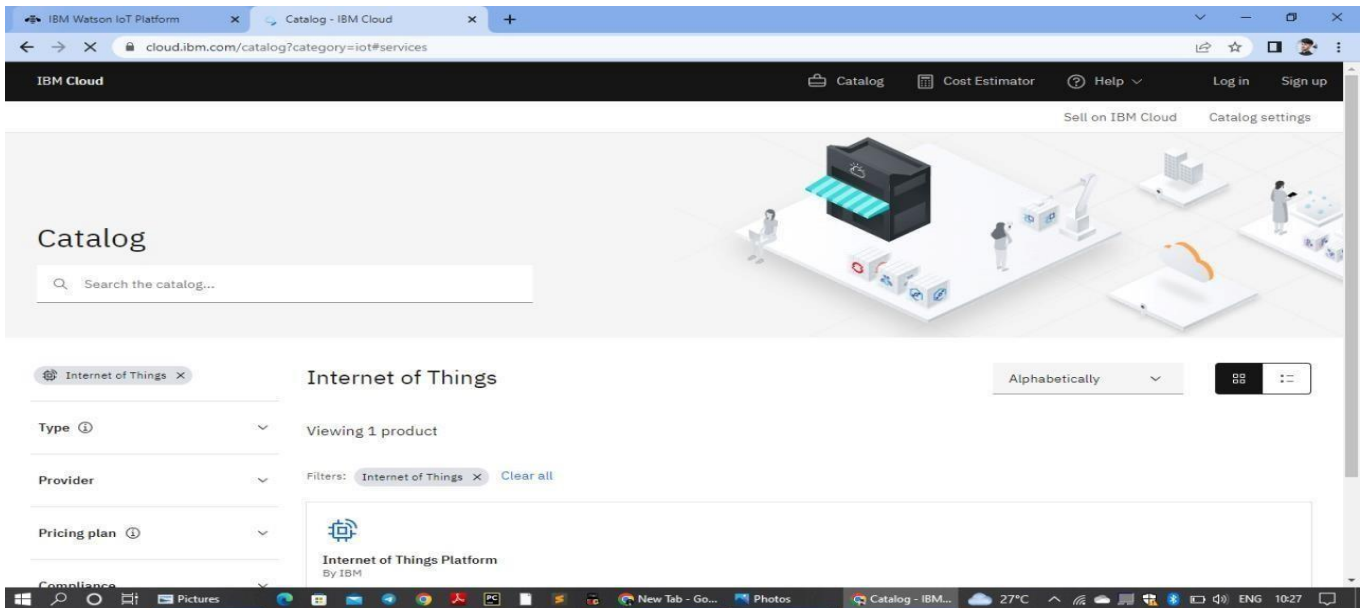 IBM Watson IoT Platform
Catalog - IBM Cloud
cloud.ibm.com/catalog?category=iot#services
IBM Cloud
Catalog
Cost Estimator
Help
Log in
Sign up
Sell on IBM Cloud
Catalog settings
Catalog
Search the catalog...
Internet of Things
Internet of Things
Alphabetically
Type
Viewing 1 product
Provider
Filters: Internet of Things Clear all
Pricing plan
Internet of Things Platform
By IBM
Compliance
Pictures
PC
New Tab - Go...
Photos
Catalog - IBM...
27°C
ENG
10:27